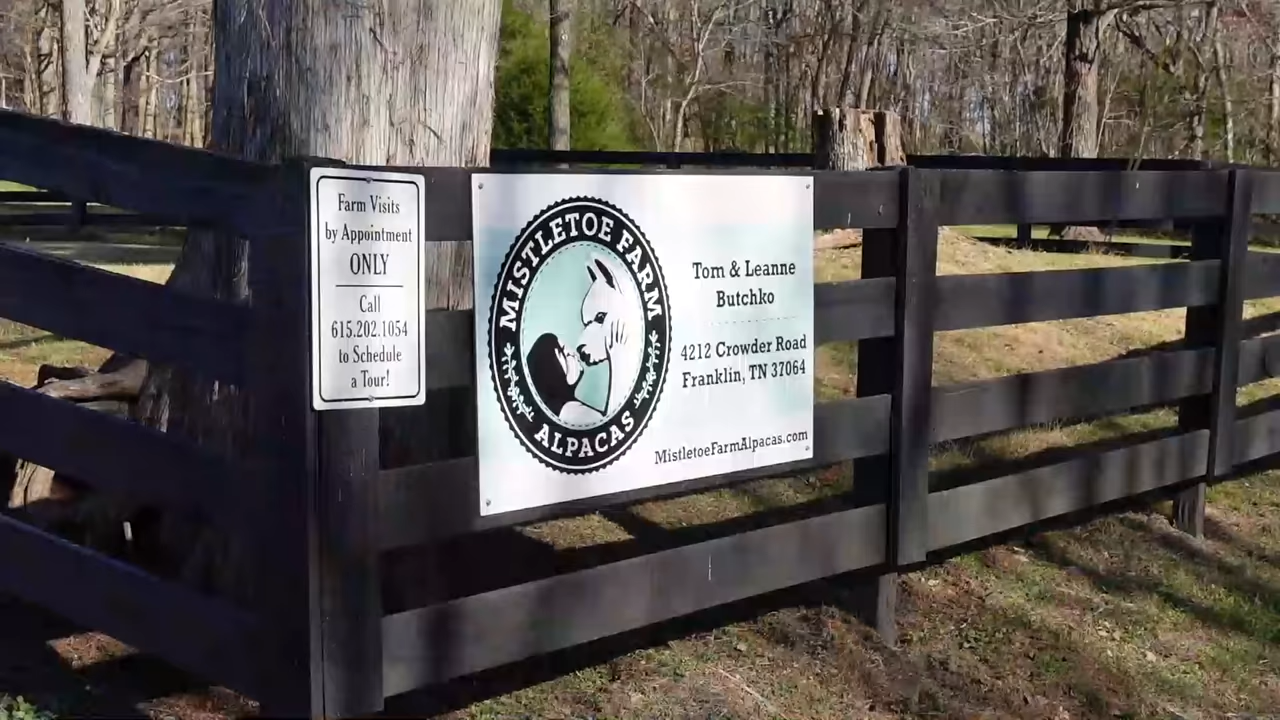 Farm Visits
by Appointment
ONLY
Call
615.202.1054
to Schedule
a Tour!
MISTLETOE FARM
ALPACAS
Tom & Leanne
Butchko
4212 Crowder Road
Franklin, TN 37064
MistletoeFarmAlpacas.com